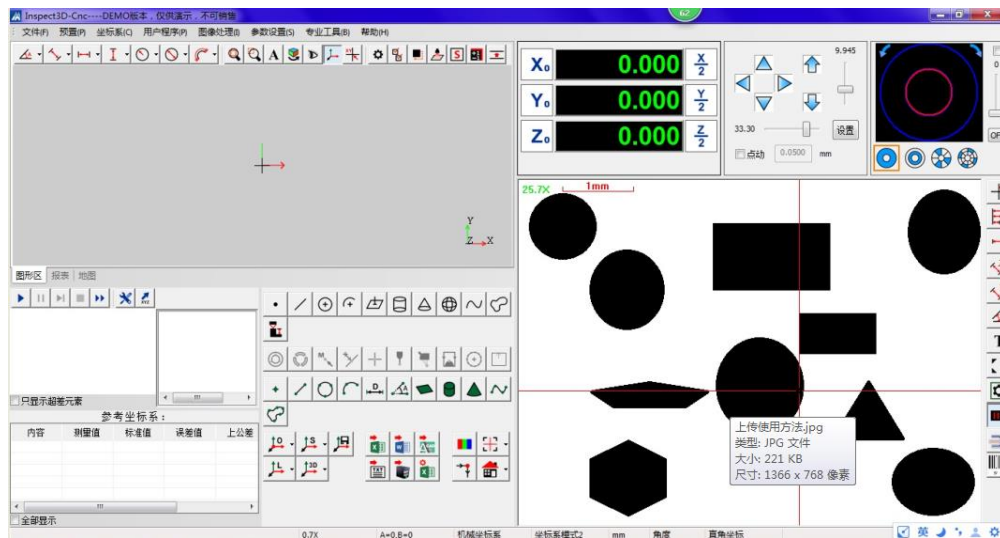 62
Inspect3D-Cnc----DEMO版本，仅供演示，不可销售
文件(F) 预置(P) 坐标系(C) 用户程序(P) 图像处理(I) 参数设置(S) 专业工具(B) 帮助(H)
A D S
X₀ 0.000 X/2
Y₀ 0.000 Y/2
Z₀ 0.000 Z/2
9.945
33.30 设置
点动 0.0500 mm
0
OF
25.7X 1mm
Y
Z X
图形区 报表 地图
只显示超差元素
参考坐标系：
内容 测量值 标准值 误差值 上公差
全部显示
上传使用方法.jpg
类型: JPG 文件
大小: 221 KB
尺寸: 1366 x 768 像素
0.7X A=0,B=0 机械坐标系 坐标系模式2 mm 角度 直角坐标
英